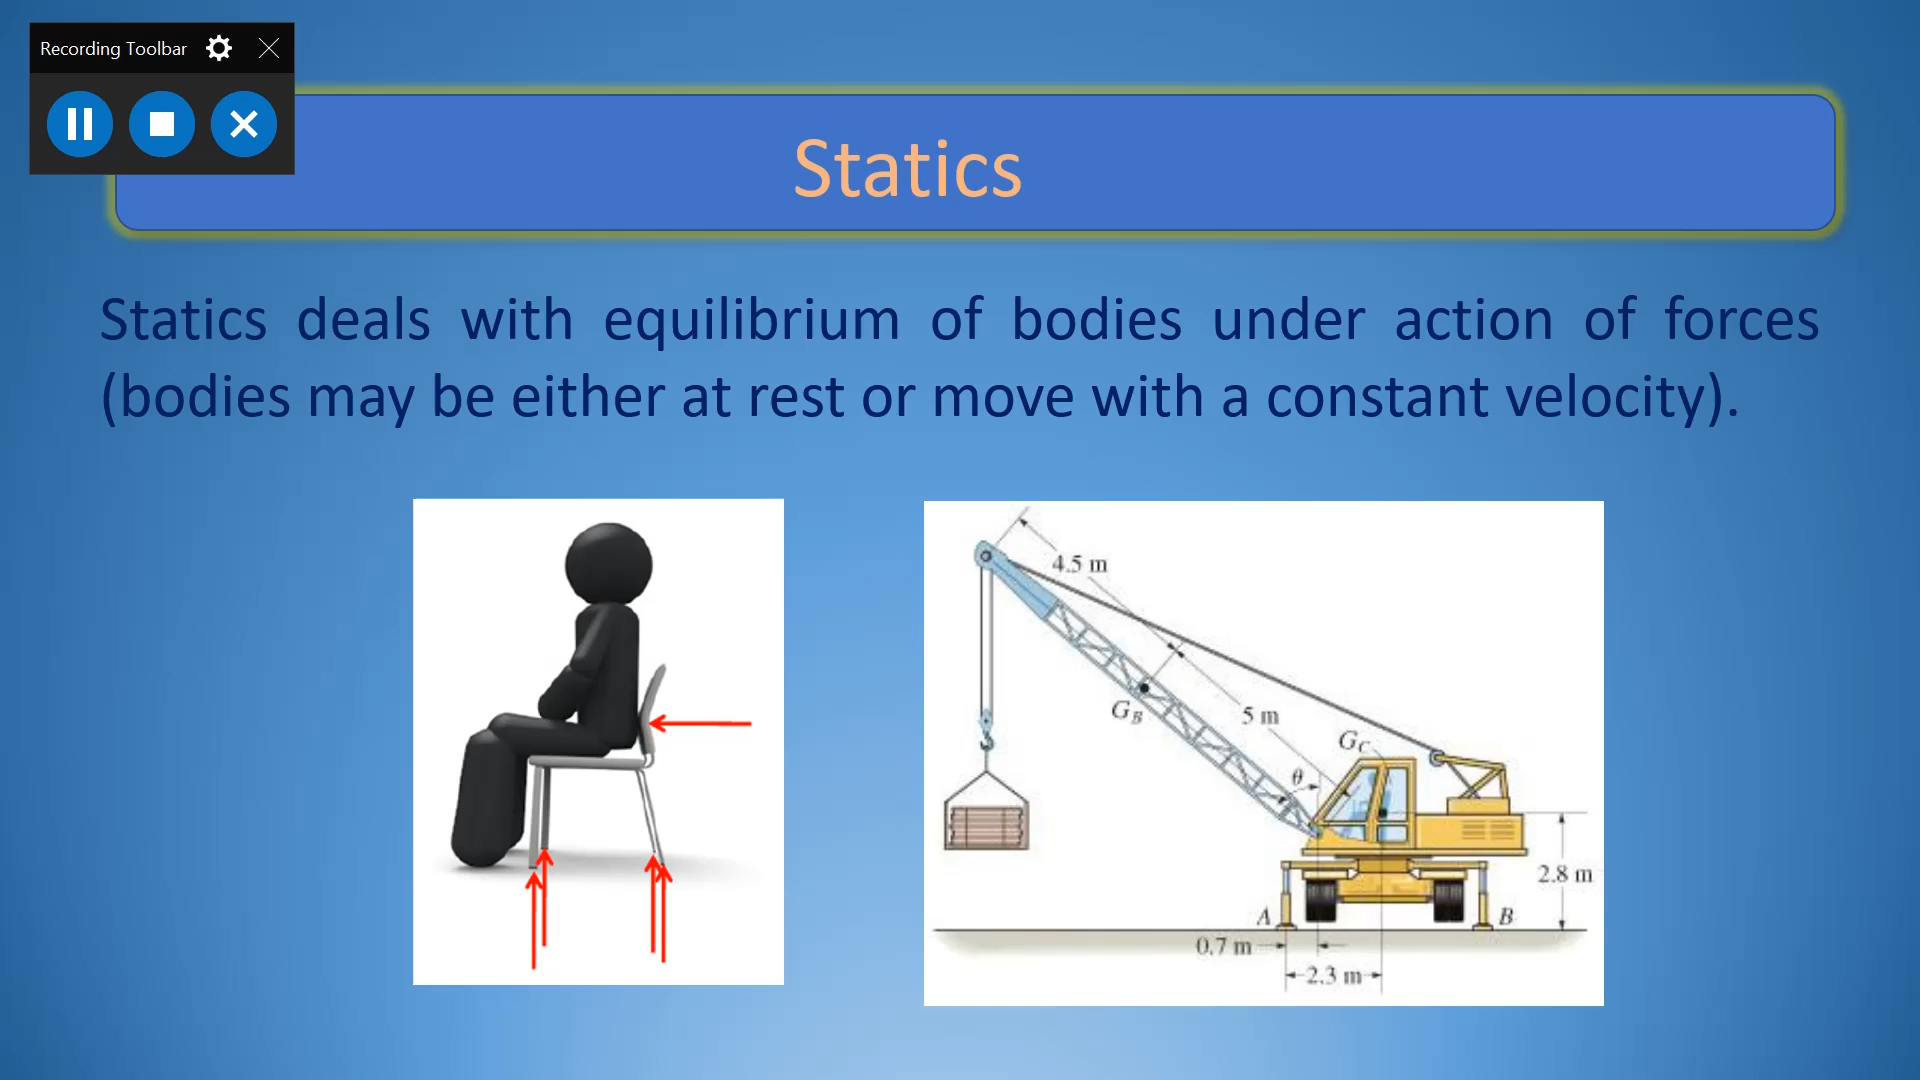 Recording Toolbar
Statics
Statics deals with equilibrium of bodies under action of forces
(bodies may be either at rest or move with a constant velocity).
4.5 m
G_B
5 m
G_C
θ
2.8 m
A
B
0.7 m
2.3 m